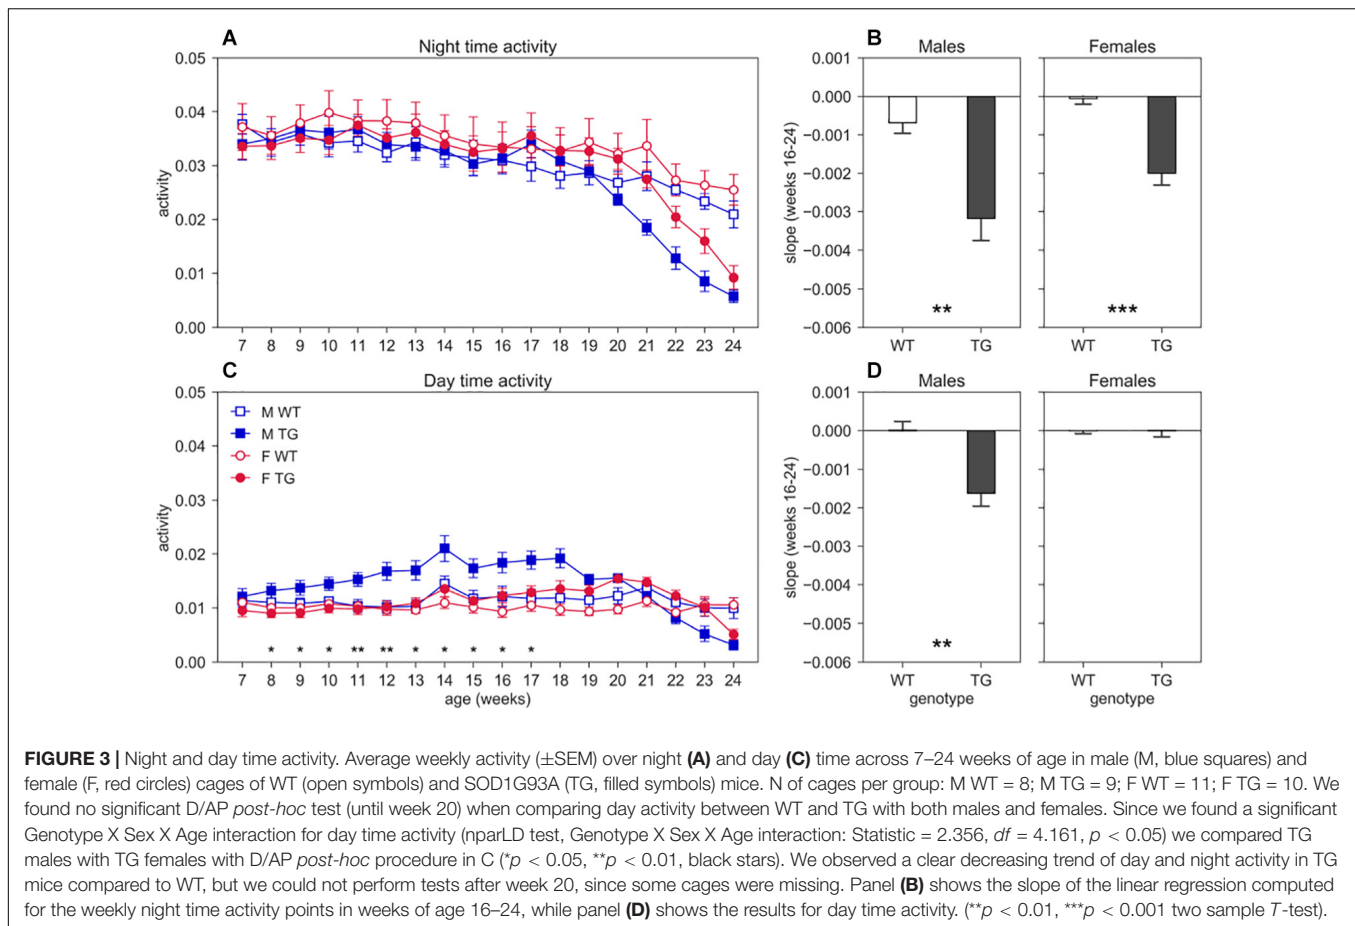 A
Night time activity
0.05
0.04
0.03
0.02
0.01
0.00
activity
7 8 9 10 11 12 13 14 15 16 17 18 19 20 21 22 23 24
B
Males
Females
0.001
0.000
−0.001
−0.002
−0.003
−0.004
−0.005
−0.006
slope (weeks 16-24)
**
***
WT TG
WT TG
C
Day time activity
0.05
0.04
0.03
0.02
0.01
0.00
activity
M WT
M TG
F WT
F TG
* * * ** ** * * * * *
7 8 9 10 11 12 13 14 15 16 17 18 19 20 21 22 23 24
age (weeks)
D
Males
Females
0.001
0.000
−0.001
−0.002
−0.003
−0.004
−0.005
−0.006
slope (weeks 16-24)
**
WT TG
WT TG
genotype
genotype
FIGURE 3 | Night and day time activity. Average weekly activity (±SEM) over night (A) and day (C) time across 7–24 weeks of age in male (M, blue squares) and
female (F, red circles) cages of WT (open symbols) and SOD1G93A (TG, filled symbols) mice. N of cages per group: M WT = 8; M TG = 9; F WT = 11; F TG = 10. We
found no significant D/AP post-hoc test (until week 20) when comparing day activity between WT and TG with both males and females. Since we found a significant
Genotype X Sex X Age interaction for day time activity (nparLD test, Genotype X Sex X Age interaction: Statistic = 2.356, df = 4.161, p < 0.05) we compared TG
males with TG females with D/AP post-hoc procedure in C (*p < 0.05, **p < 0.01, black stars). We observed a clear decreasing trend of day and night activity in TG
mice compared to WT, but we could not perform tests after week 20, since some cages were missing. Panel (B) shows the slope of the linear regression computed
for the weekly night time activity points in weeks of age 16–24, while panel (D) shows the results for day time activity. (**p < 0.01, ***p < 0.001 two sample T-test).